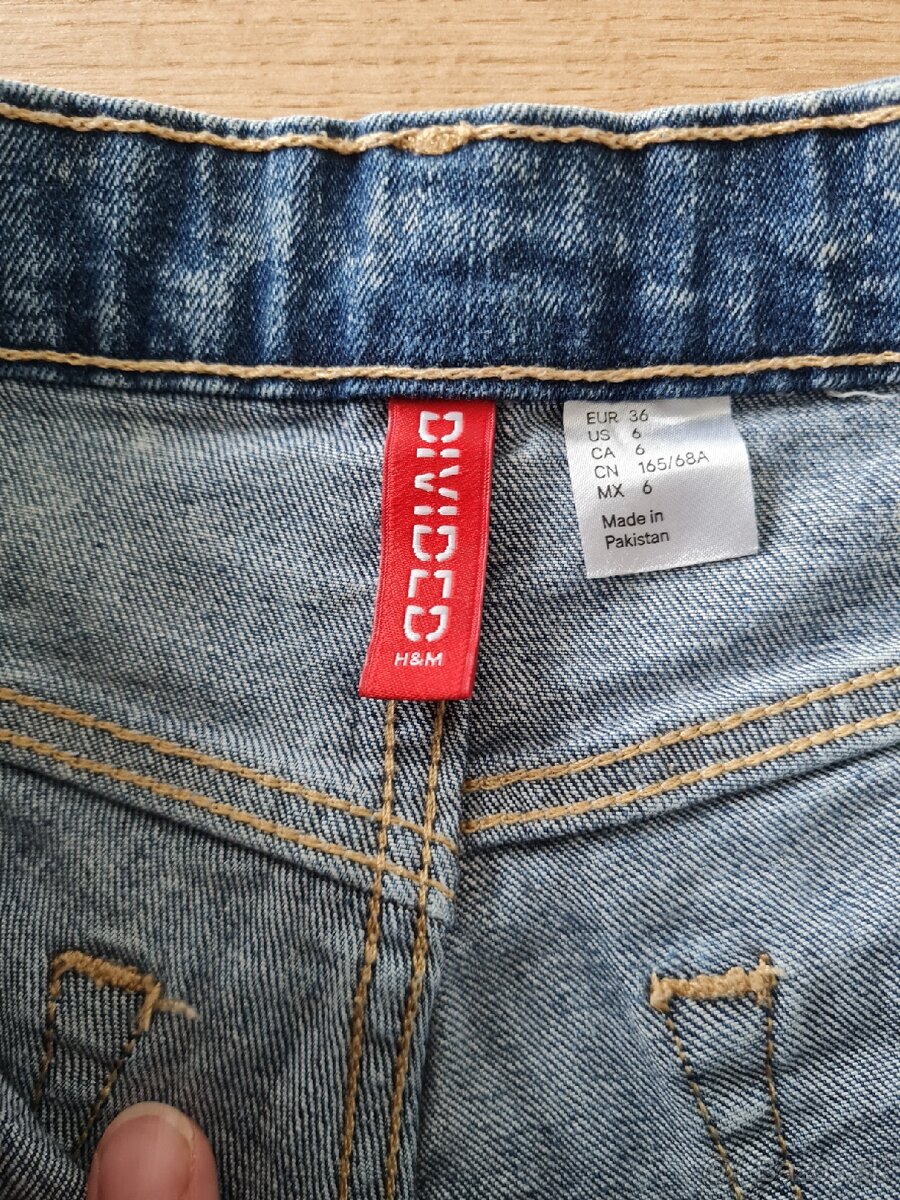 DIVIDED
H&M
EUR 36
US 6
CA 6
CN 165/68A
MX 6
Made in
Pakistan